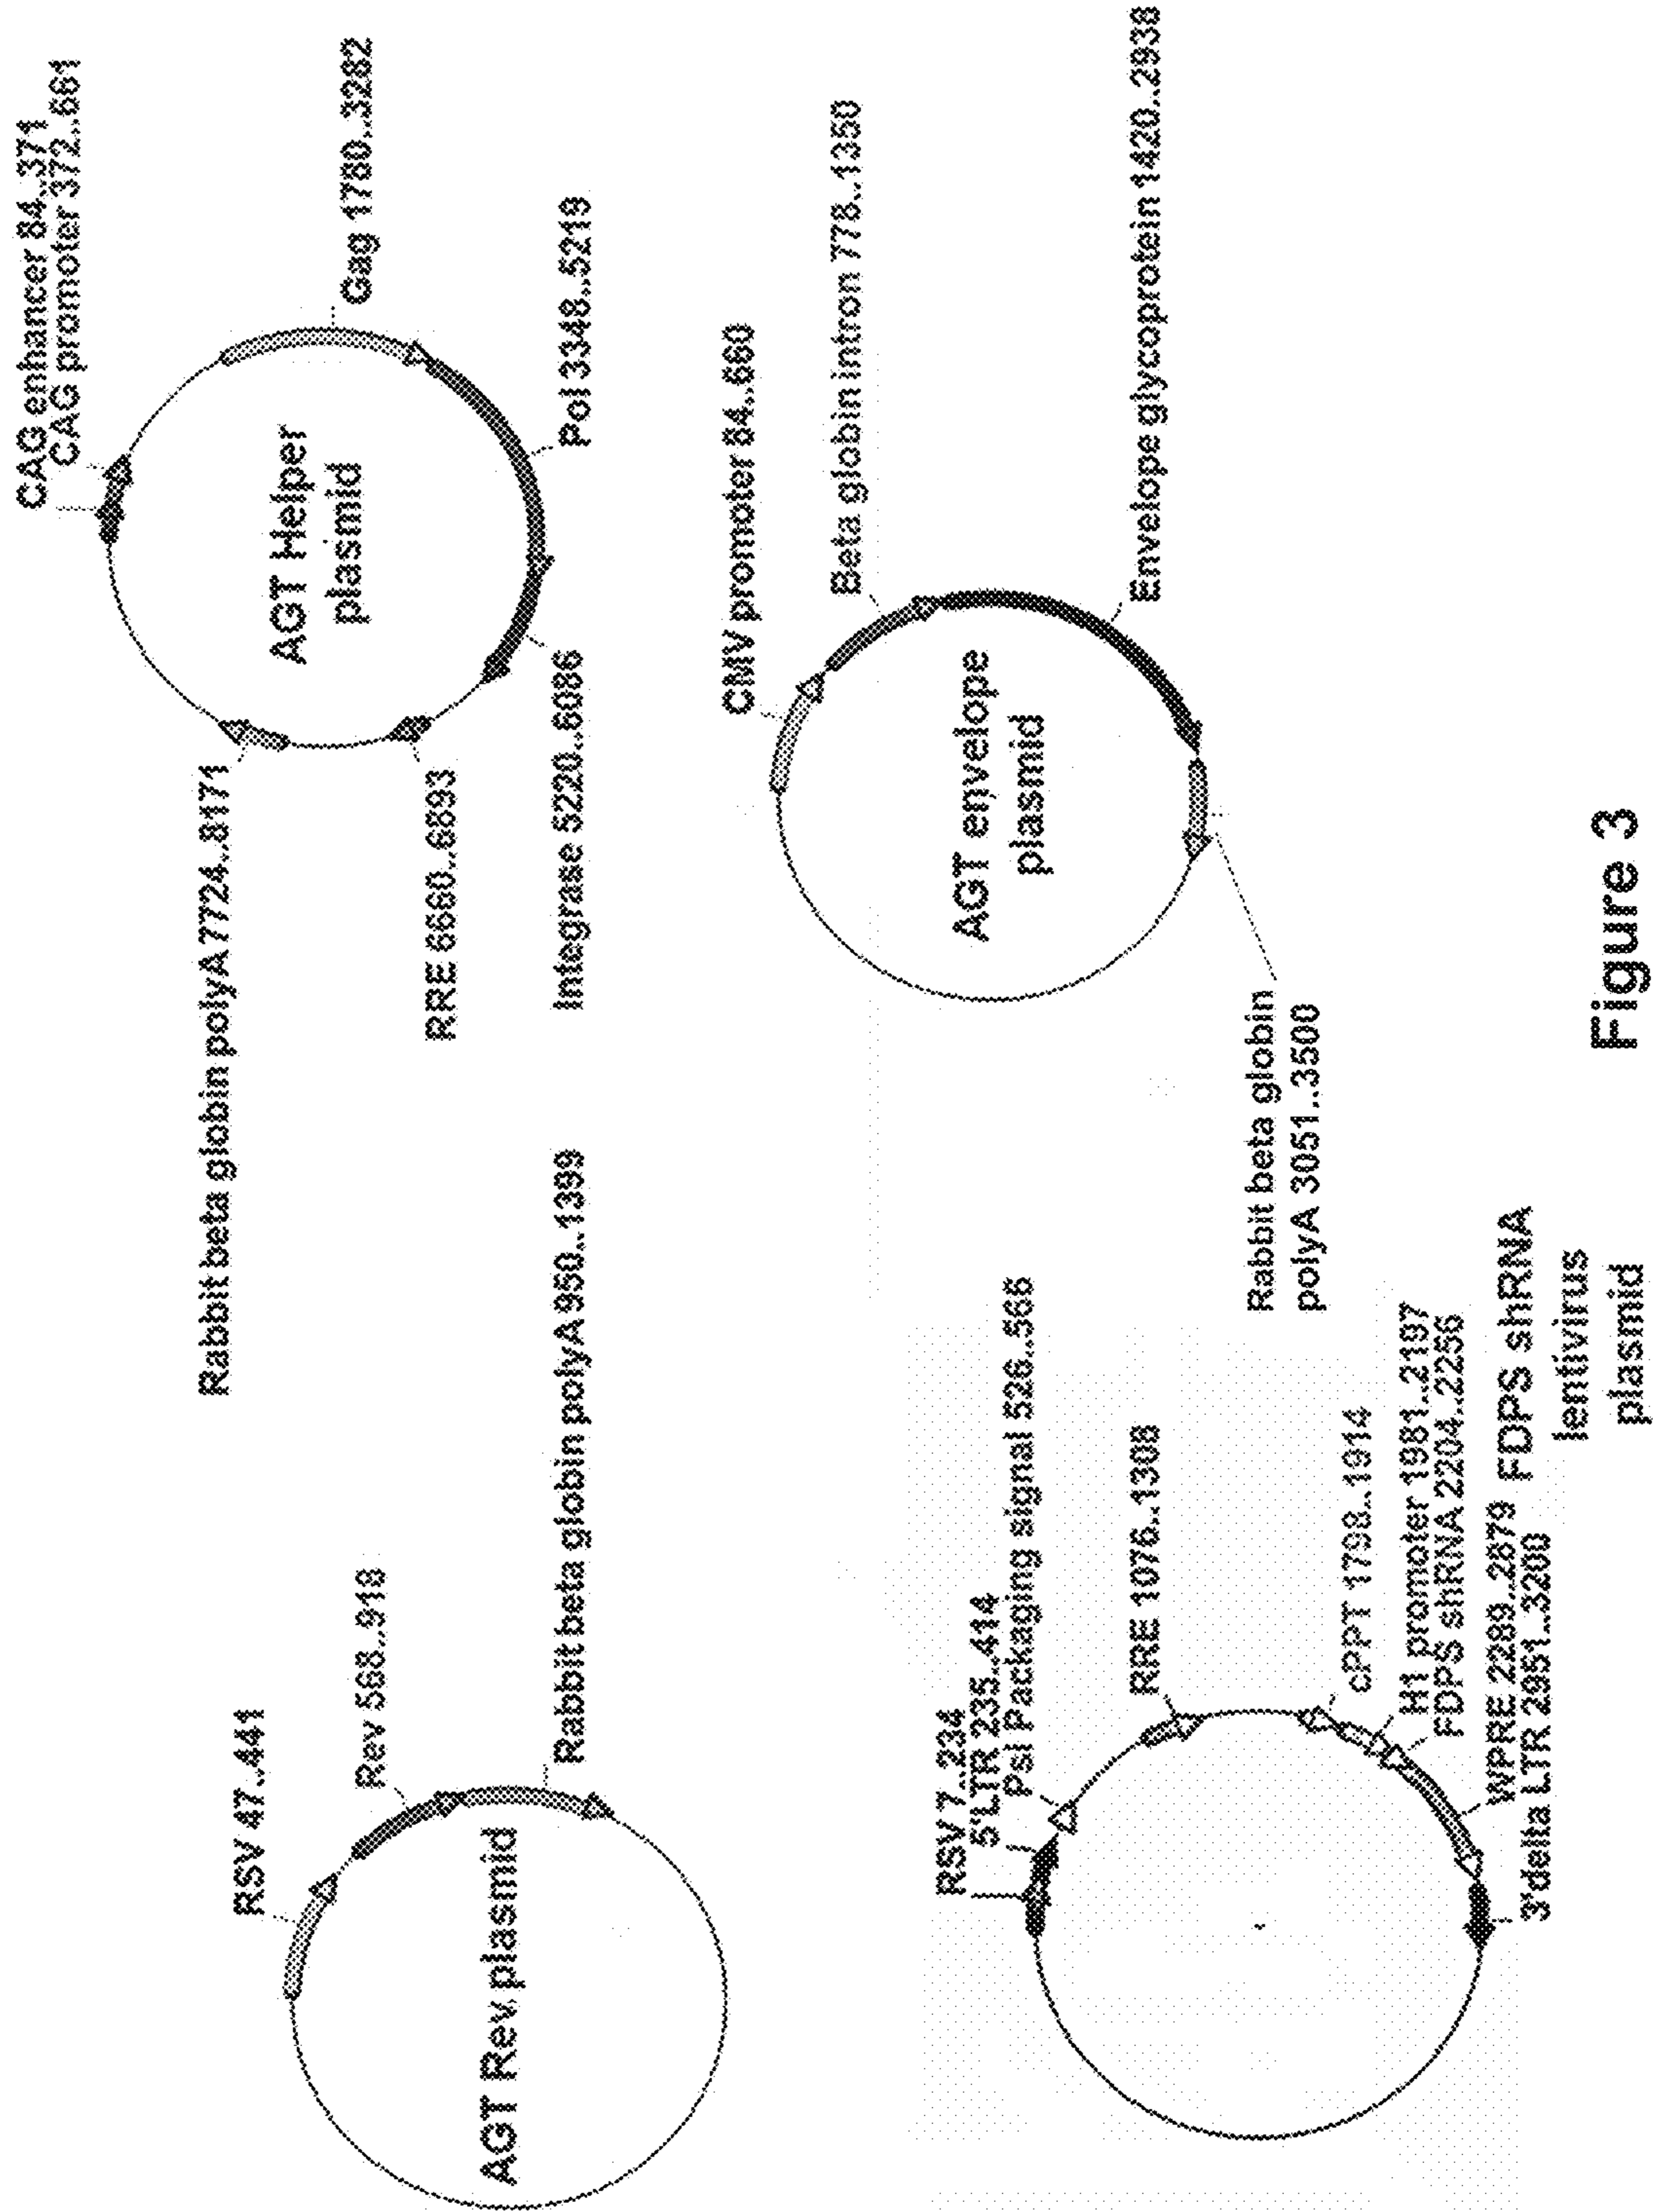 RSV 47..441
Rev 568..918
Rabbit beta globin polyA 950..1399
AGT Rev plasmid
CAG enhancer 84..371
CAG promoter 372..661
Gag 1780..3282
Pol 3348..5219
Integrase 5220..6086
RRE 6660..6893
Rabbit beta globin polyA 7724..8171
AGT Helper
plasmid
RSV 7..234
5'LTR 235..414
Psi Packaging signal 526..566
RRE 1076..1308
cPPT 1798..1914
H1 promoter 1981..2197
FDPS shRNA 2204..2256
WPRE 2289..2879
3'delta LTR 2951..3200
FDPS shRNA
lentivirus
plasmid
CMV promoter 84..660
Beta globin intron 778..1350
Envelope glycoprotein 1420..2938
Rabbit beta globin
polyA 3051..3500
AGT envelope
plasmid
Figure 3